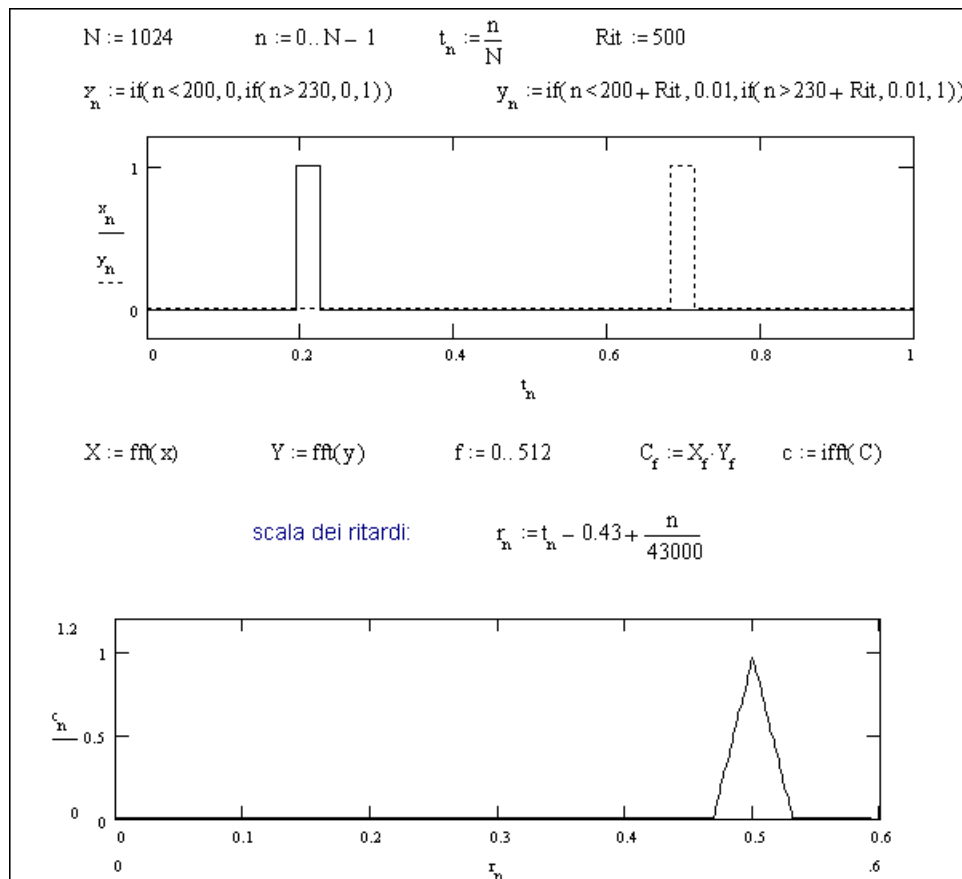 N := 1024 n := 0.. N − 1 t_n := n/N Rit := 500
x_n := if(n<200, 0, if(n>230, 0, 1)) y_n := if(n<200 + Rit, 0.01, if(n>230 + Rit, 0.01, 1))
1
x_n
y_n
0
0 0.2 0.4 0.6 0.8 1
t_n
X := fft(x) Y := fft(y) f := 0.. 512 C_f := X_f·Y_f c := ifft(C)
scala dei ritardi: r_n := t_n − 0.43 + n/43000
1.2
1
c_n
0.5
0
0
0 0.1 0.2 0.3 0.4 0.5 0.6
0 r_n .6